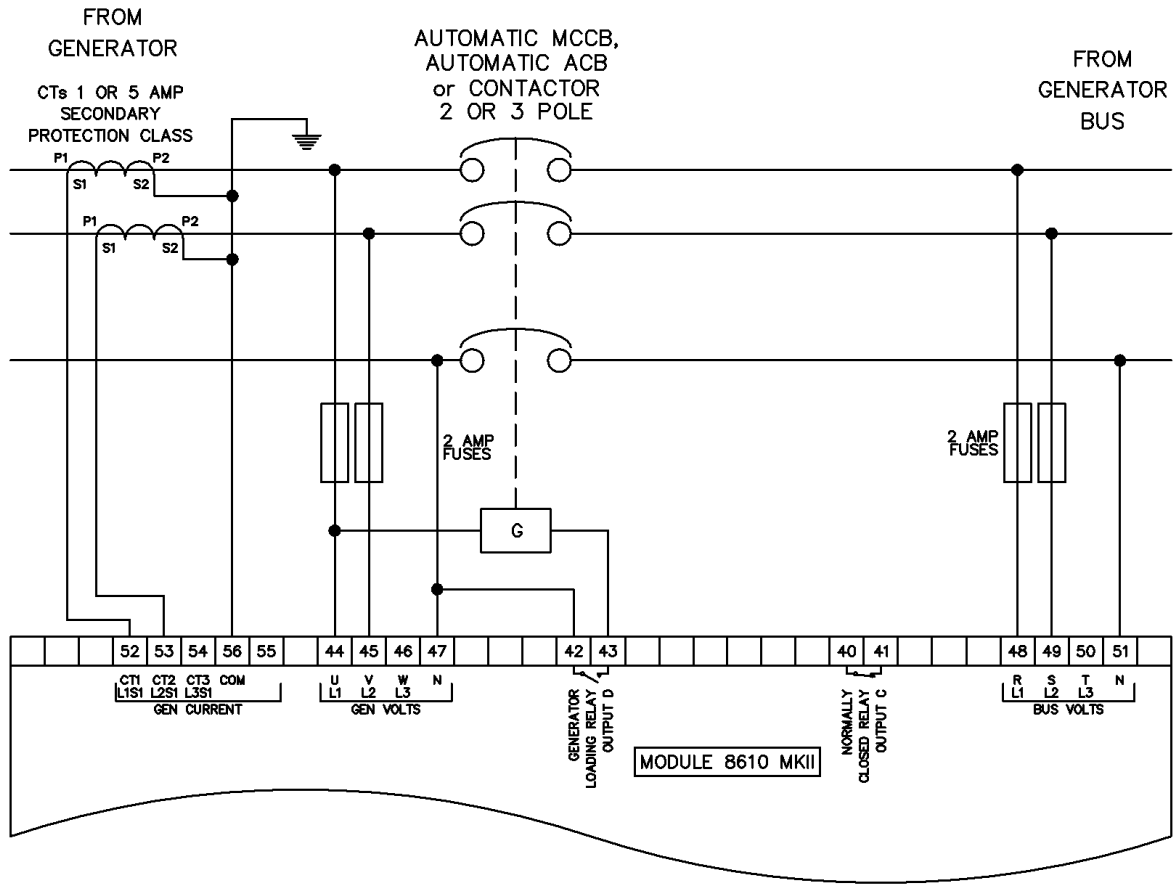 FROM
GENERATOR
CTs 1 OR 5 AMP
SECONDARY
PROTECTION CLASS
AUTOMATIC MCCB,
AUTOMATIC ACB
or CONTACTOR
2 OR 3 POLE
FROM
GENERATOR
BUS
P1 P2
S1 S2
P1 P2
S1 S2
2 AMP
FUSES
2 AMP
FUSES
G
52 53 54 56 55 44 45 46 47 42 43 40 41 48 49 50 51
CT1 CT2 CT3 COM
L1S1 L2S1 L3S1
GEN CURRENT
U V W N
L1 L2 L3
GEN VOLTS
GENERATOR
LOADING RELAY
OUTPUT D
NORMALLY
CLOSED RELAY
OUTPUT C
R S T N
L1 L2 L3
BUS VOLTS
MODULE 8610 MKII